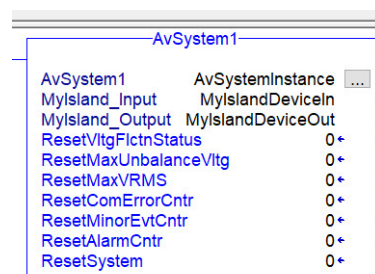 AvSystem1
AvSystem1 AvSystemInstance ...
MyIsland_Input MyIslandDeviceIn
MyIsland_Output MyIslandDeviceOut
ResetVltgFlctnStatus 0
ResetMaxUnbalanceVltg 0
ResetMaxVRMS 0
ResetComErrorCntr 0
ResetMinorEvtCntr 0
ResetAlarmCntr 0
ResetSystem 0